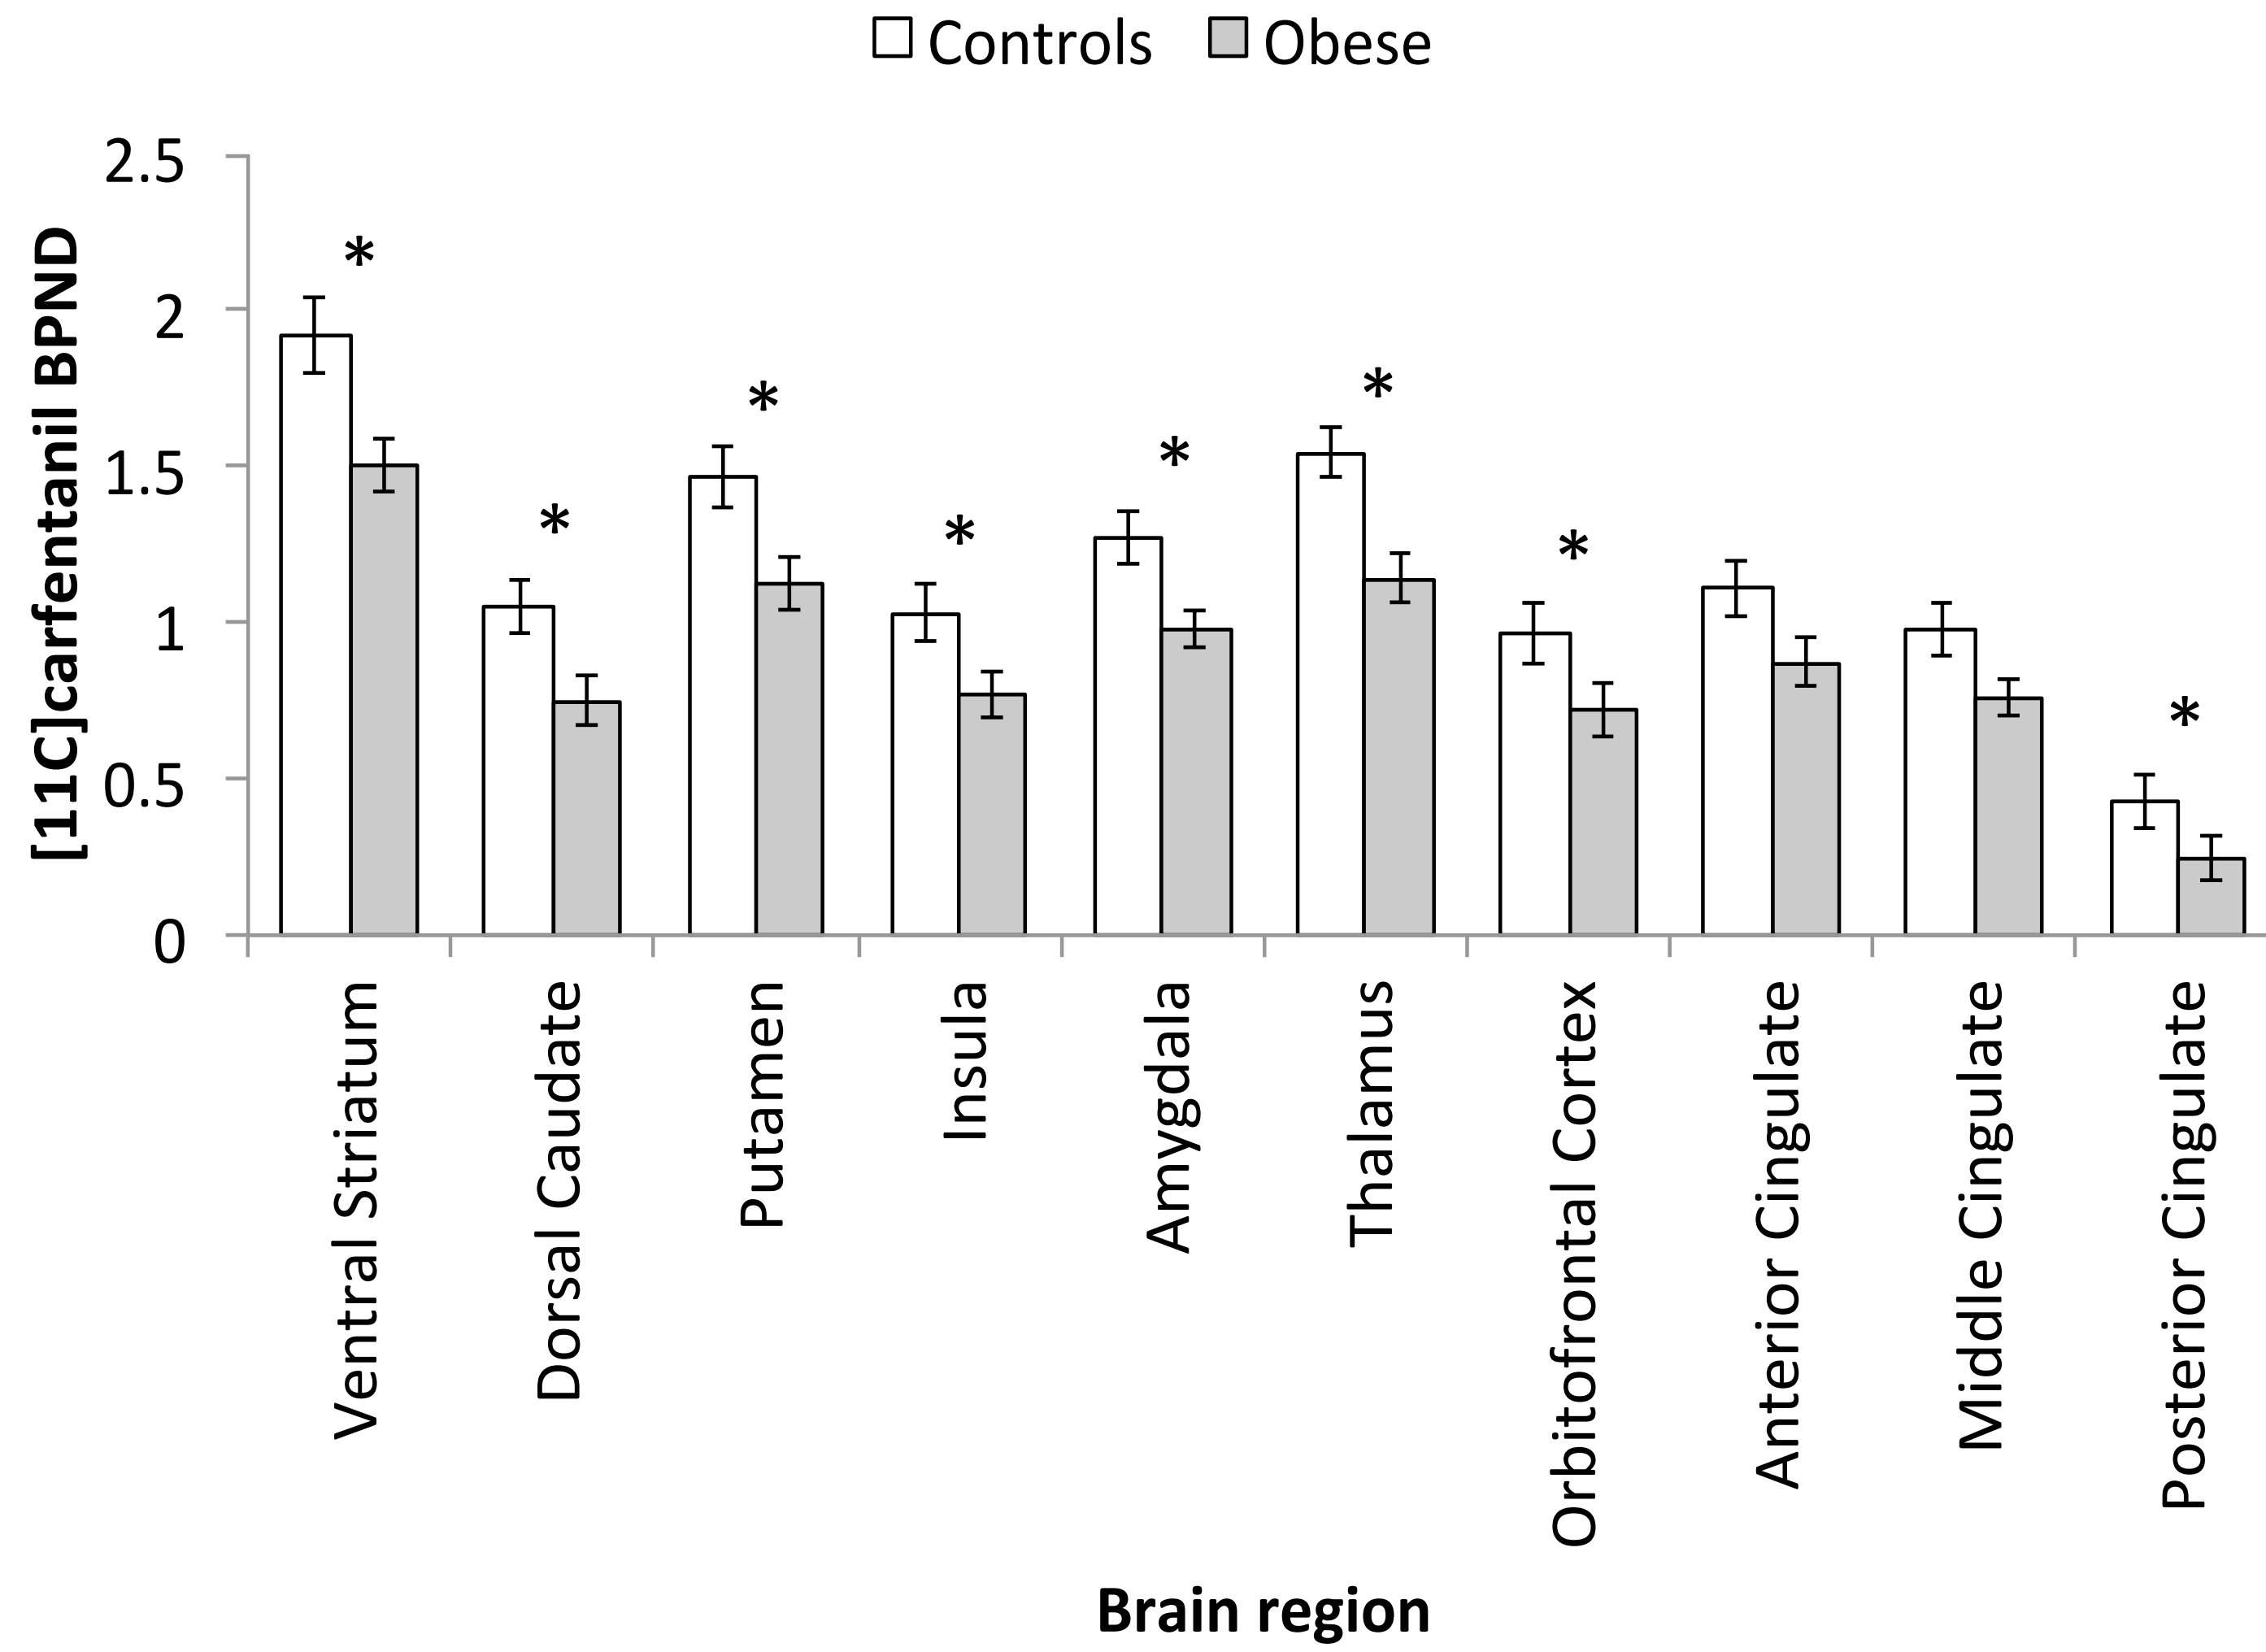 Controls Obese
[11C]carfentanil BPND
2.5
2
1.5
1
0.5
0
*
*
*
*
*
*
*
*
Ventral Striatum
Dorsal Caudate
Putamen
Insula
Amygdala
Thalamus
Orbitofrontal Cortex
Anterior Cingulate
Middle Cingulate
Posterior Cingulate
Brain region